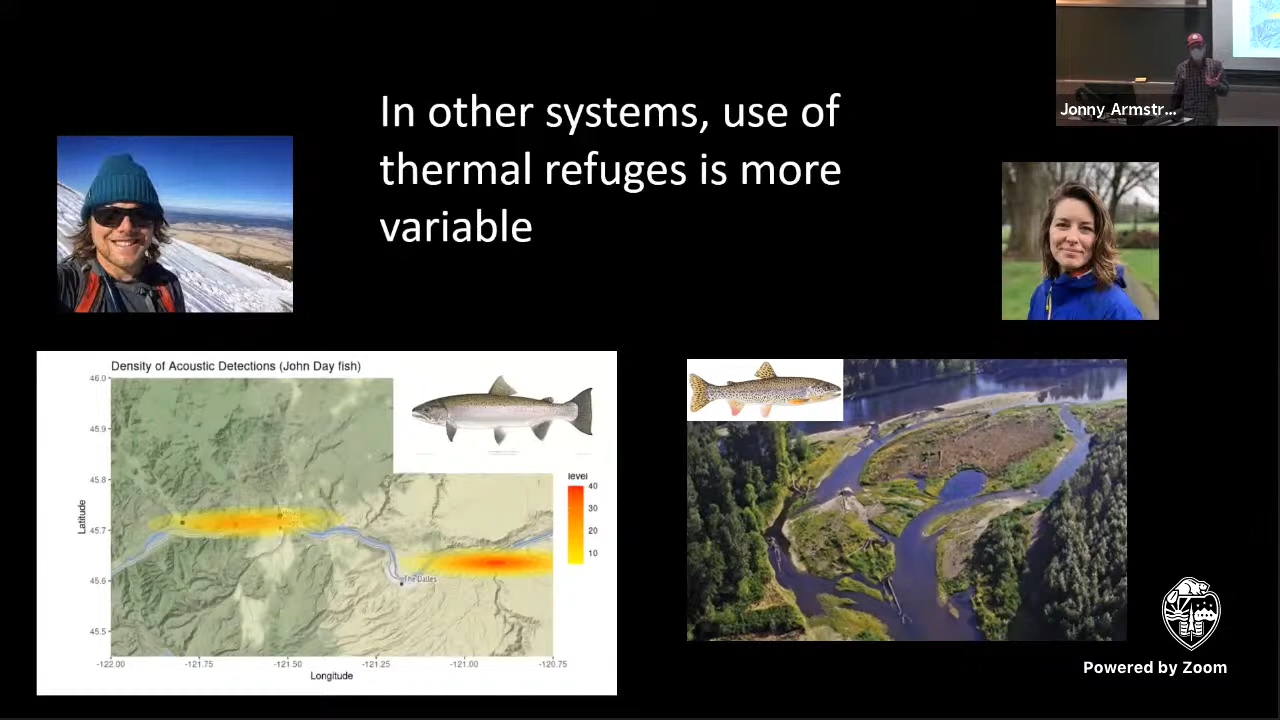 In other systems, use of
thermal refuges is more
variable
Jonny Armstr...
Density of Acoustic Detections (John Day fish)
46.0
45.9
45.8
45.7
45.6
45.5
Latitude
-122.00
-121.75
-121.50
-121.25
-121.00
-120.75
Longitude
The Dalles
level
40
30
20
10
Powered by Zoom